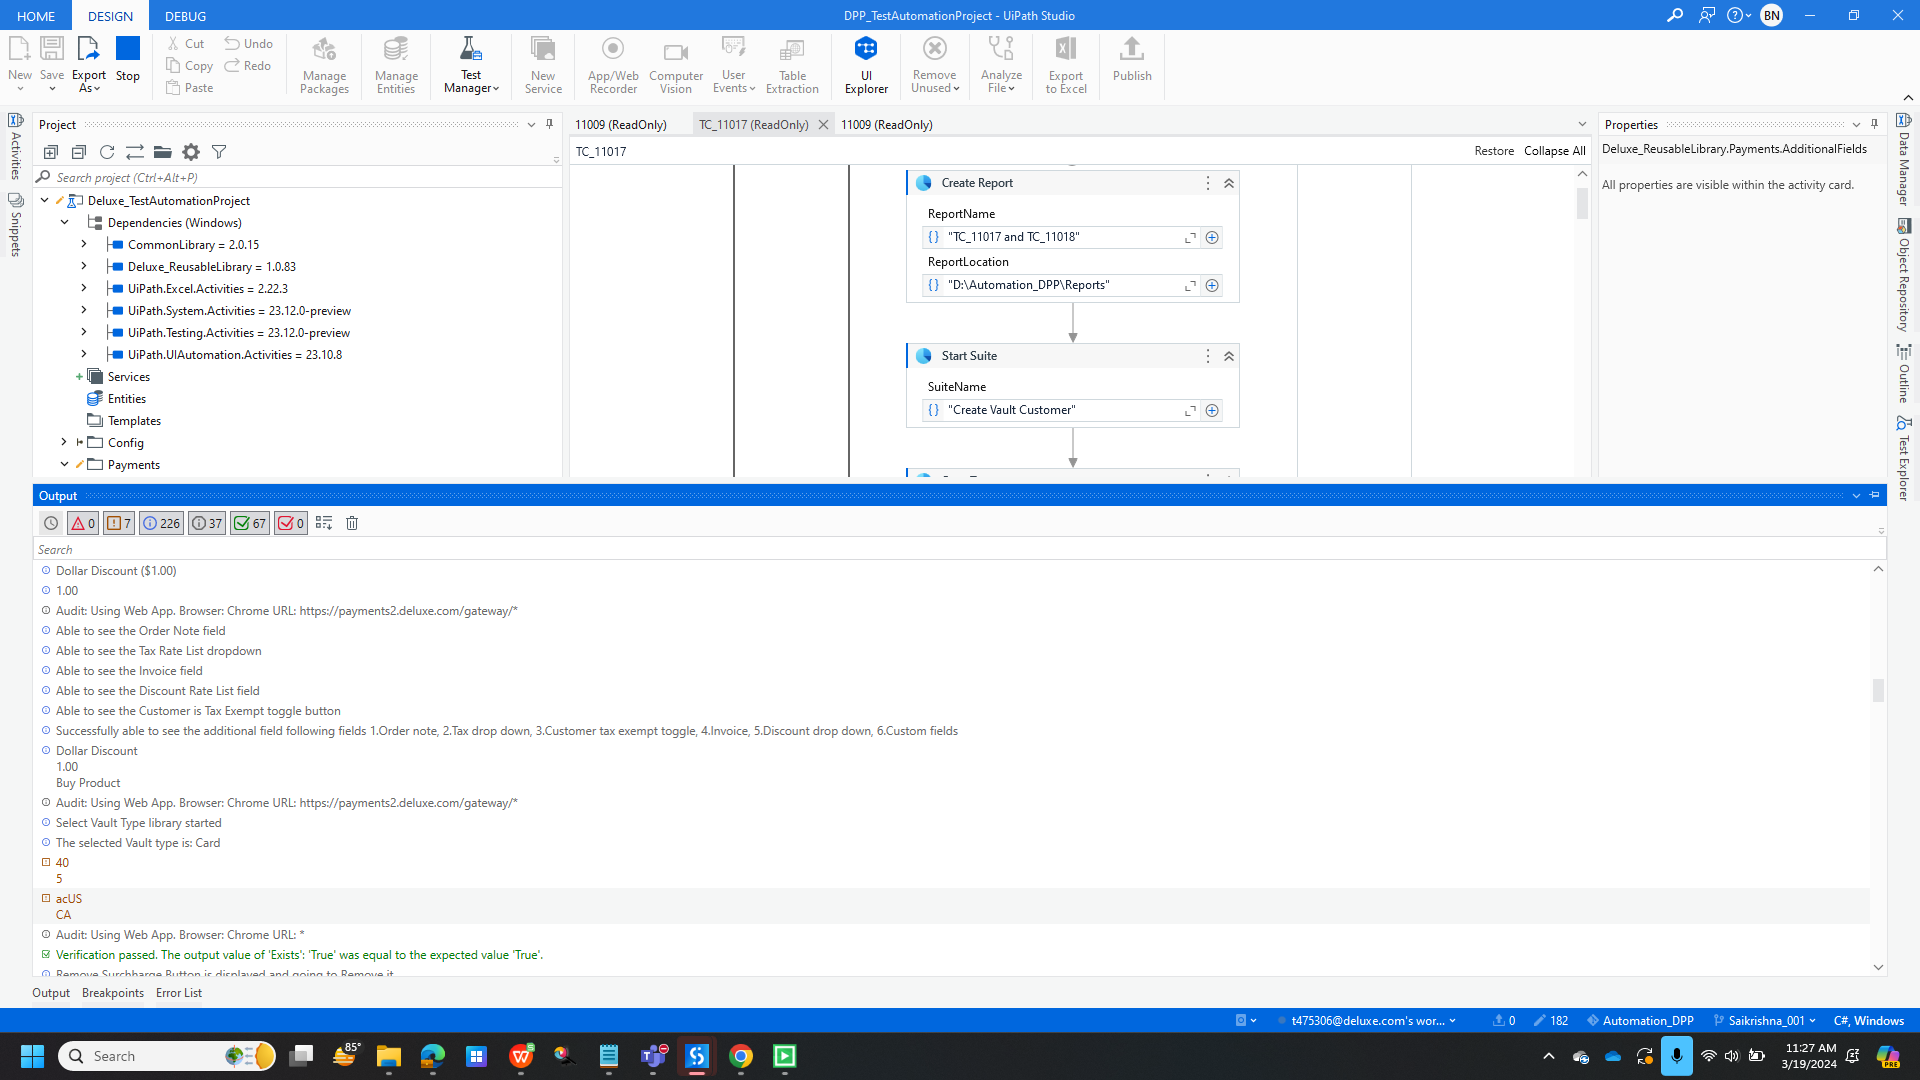 HOME
DESIGN
DEBUG
DPP_TestAutomationProject - UiPath Studio
BN
New
Save
Export As
Stop
Cut
Copy
Paste
Undo
Redo
Manage Packages
Manage Entities
Test Manager
New Service
App/Web Recorder
Computer Vision
User Events
Table Extraction
UI Explorer
Remove Unused
Analyze File
Export to Excel
Publish
Activities
Snippets
Project
Search project (Ctrl+Alt+P)
Deluxe_TestAutomationProject
Dependencies (Windows)
CommonLibrary = 2.0.15
Deluxe_ReusableLibrary = 1.0.83
UiPath.Excel.Activities = 2.22.3
UiPath.System.Activities = 23.12.0-preview
UiPath.Testing.Activities = 23.12.0-preview
UiPath.UIAutomation.Activities = 23.10.8
Services
Entities
Templates
Config
Payments
11009 (ReadOnly)
TC_11017 (ReadOnly)
11009 (ReadOnly)
TC_11017
Restore
Collapse All
Create Report
ReportName
{ } "TC_11017 and TC_11018"
ReportLocation
{ } "D:\Automation_DPP\Reports"
Start Suite
SuiteName
{ } "Create Vault Customer"
Properties
Deluxe_ReusableLibrary.Payments.AdditionalFields
All properties are visible within the activity card.
Data Manager
Object Repository
Outline
Test Explorer
Output
0
7
226
37
67
0
Search
Dollar Discount ($1.00)
1.00
Audit: Using Web App. Browser: Chrome URL: https://payments2.deluxe.com/gateway/*
Able to see the Order Note field
Able to see the Tax Rate List dropdown
Able to see the Invoice field
Able to see the Discount Rate List field
Able to see the Customer is Tax Exempt toggle button
Successfully able to see the additional field following fields 1.Order note, 2.Tax drop down, 3.Customer tax exempt toggle, 4.Invoice, 5.Discount drop down, 6.Custom fields
Dollar Discount
1.00
Buy Product
Audit: Using Web App. Browser: Chrome URL: https://payments2.deluxe.com/gateway/*
Select Vault Type library started
The selected Vault type is: Card
40
5
acUS
CA
Audit: Using Web App. Browser: Chrome URL: *
Verification passed. The output value of 'Exists': 'True' was equal to the expected value 'True'.
Remove Surchharge Button is displayed and going to Remove it
Output
Breakpoints
Error List
t475306@deluxe.com's wor...
0
182
Automation_DPP
Saikrishna_001
C#, Windows
Search
85°
11:27 AM
3/19/2024
PRE